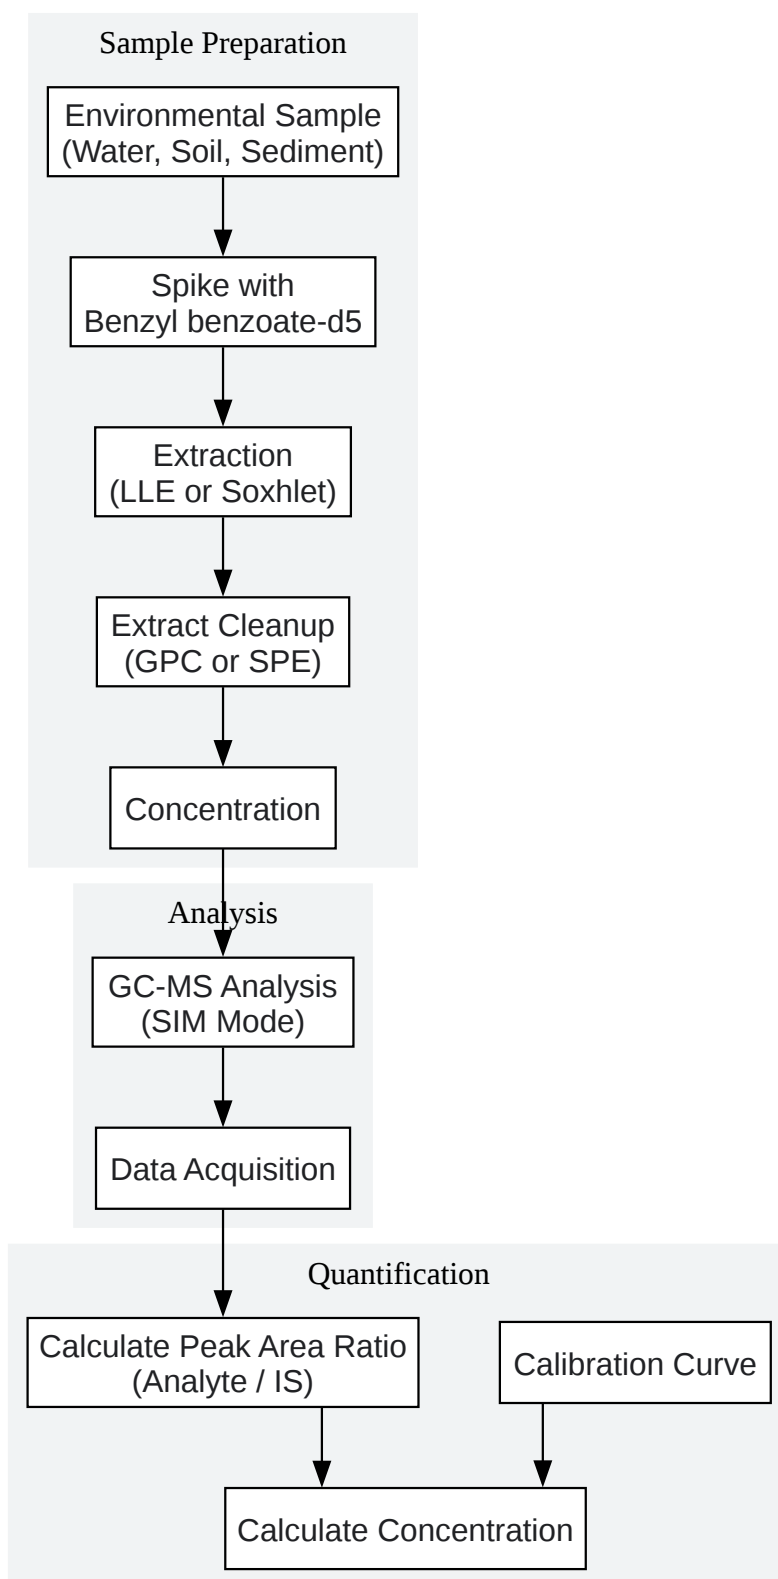 Sample Preparation
Environmental Sample
(Water, Soil, Sediment)
Spike with
Benzyl benzoate-d5
Extraction
(LLE or Soxhlet)
Extract Cleanup
(GPC or SPE)
Concentration
Analysis
GC-MS Analysis
(SIM Mode)
Data Acquisition
Quantification
Calculate Peak Area Ratio
(Analyte / IS)
Calibration Curve
Calculate Concentration